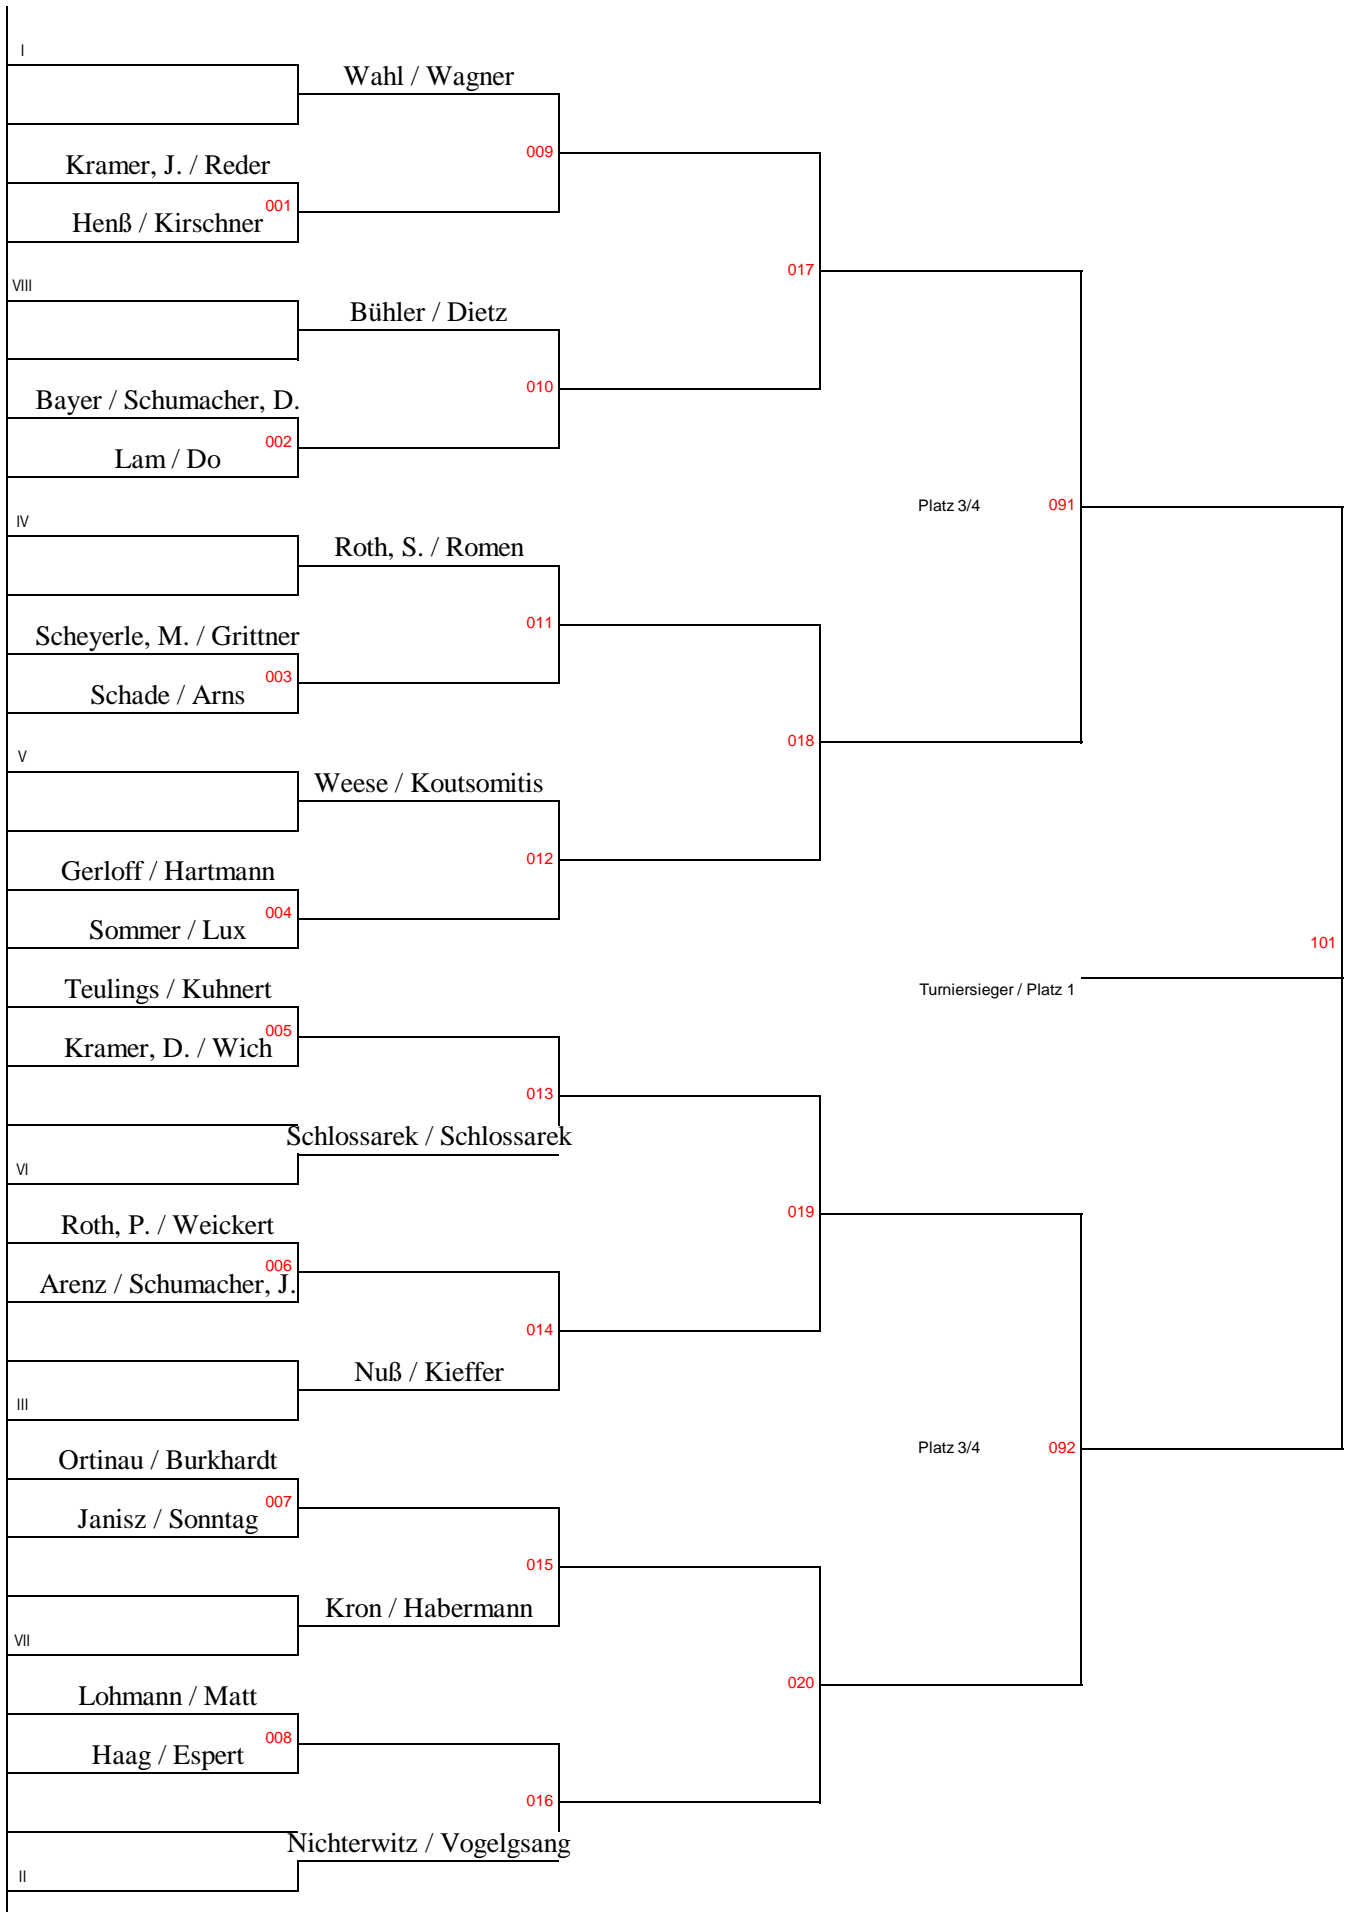 I
Wahl / Wagner
Kramer, J. / Reder
009
001
Henß / Kirschner
017
VIII
Bühler / Dietz
010
Bayer / Schumacher, D.
002
Lam / Do
Platz 3/4
091
IV
Roth, S. / Romen
011
Scheyerle, M. / Grittner
003
Schade / Arns
018
V
Weese / Koutsomitis
012
Gerloff / Hartmann
004
Sommer / Lux
101
Teulings / Kuhnert
Turniersieger / Platz 1
005
Kramer, D. / Wich
013
Schlossarek / Schlossarek
VI
019
Roth, P. / Weickert
006
Arenz / Schumacher, J.
014
Nuß / Kieffer
III
Platz 3/4
092
Ortinau / Burkhardt
007
Janisz / Sonntag
015
Kron / Habermann
VII
020
Lohmann / Matt
008
Haag / Espert
016
Nichterwitz / Vogelgsang
II